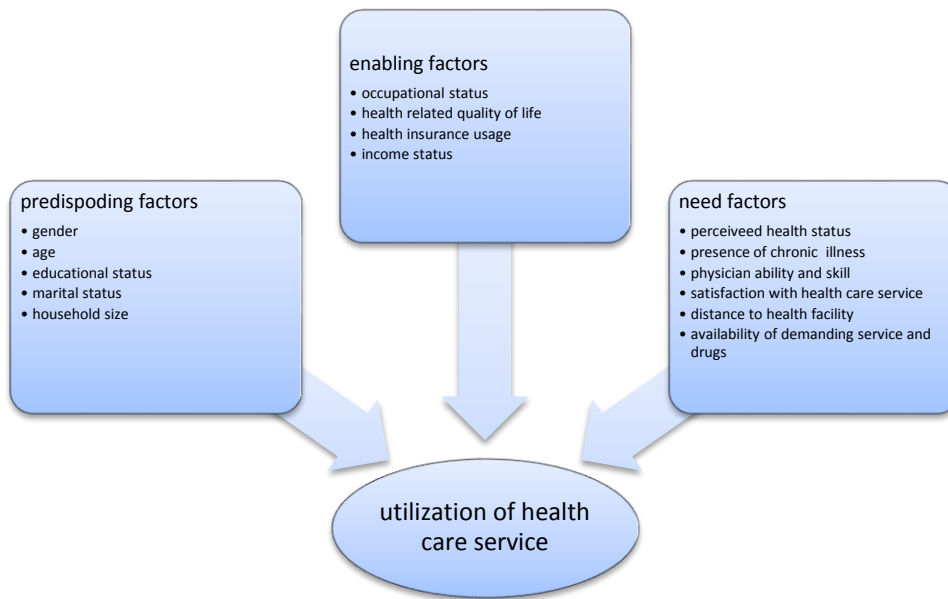 enabling factors
• occupational status
• health related quality of life
• health insurance usage
• income status
predispoding factors
• gender
• age
• educational status
• marital status
• household size
need factors
• perceiveed health status
• presence of chronic illness
• physician ability and skill
• satisfaction with health care service
• distance to health facility
• availability of demanding service and
drugs
utilization of health
care service